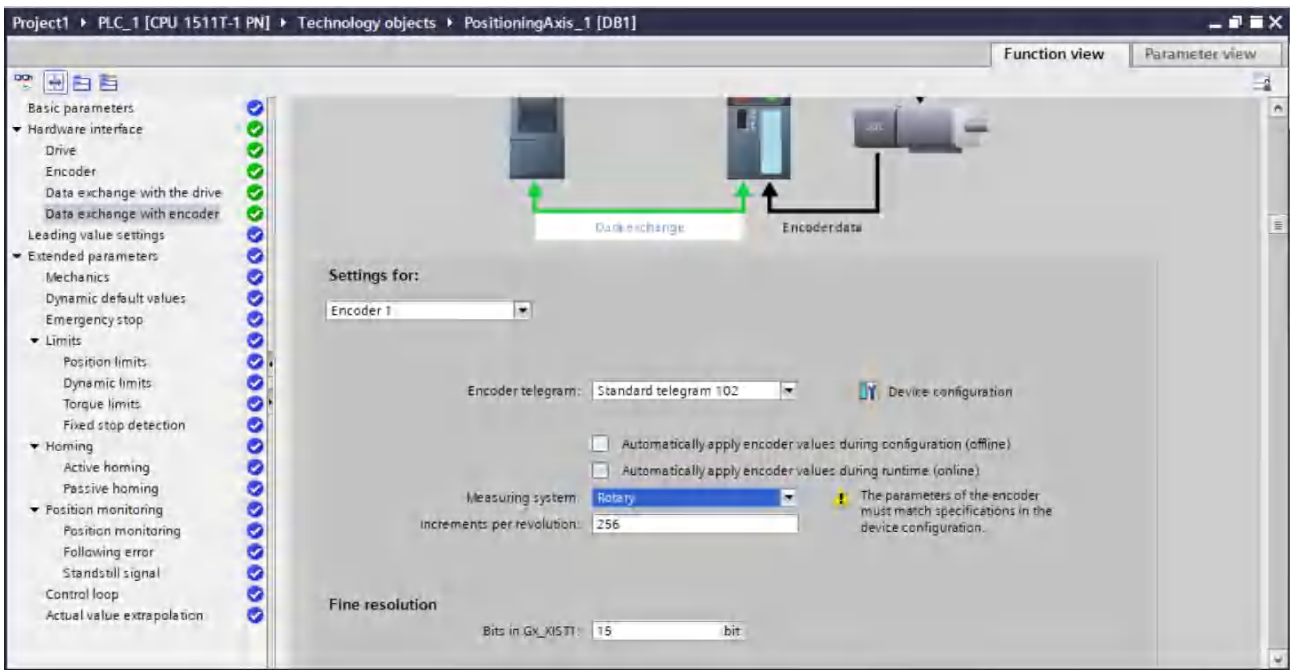 Project1 ▸ PLC_1 [CPU 1511T-1 PN] ▸ Technology objects ▸ PositioningAxis_1 [DB1]
Function view
Parameter view
Basic parameters
Hardware interface
Drive
Encoder
Data exchange with the drive
Data exchange with encoder
Leading value settings
Extended parameters
Mechanics
Dynamic default values
Emergency stop
Limits
Position limits
Dynamic limits
Torque limits
Fixed stop detection
Homing
Active homing
Passive homing
Position monitoring
Position monitoring
Following error
Standstill signal
Control loop
Actual value extrapolation
Data exchange
Encoder data
Settings for:
Encoder 1
Encoder telegram: Standard telegram 102
Device configuration
Automatically apply encoder values during configuration (offline)
Automatically apply encoder values during runtime (online)
Measuring system: Rotary
The parameters of the encoder
must match specifications in the
device configuration.
Increments per revolution: 256
Fine resolution
Bits in Gx_XIST1: 15 bit